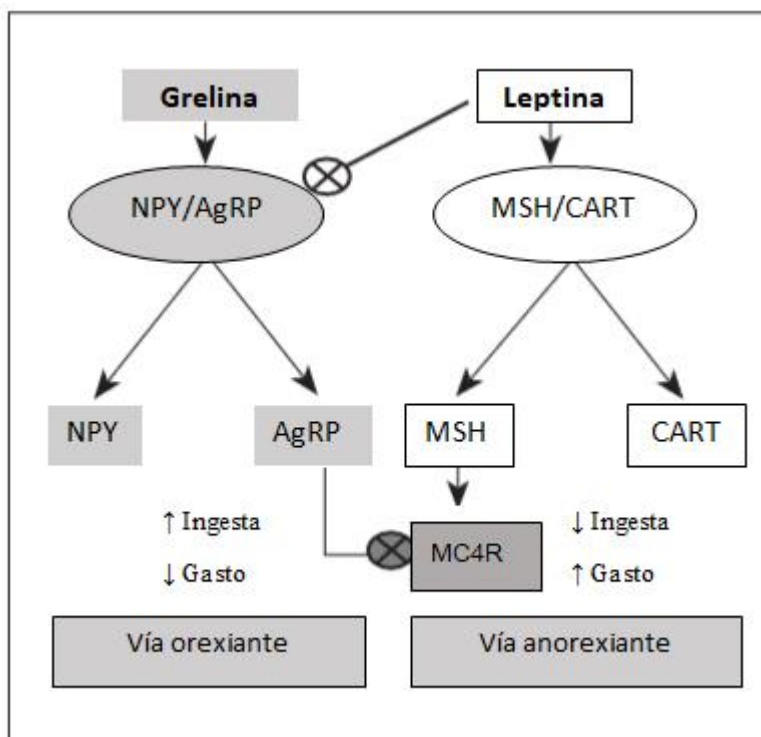 Grelina
Leptina
NPY/AgRP
MSH/CART
NPY
AgRP
MSH
CART
↑ Ingesta
↓ Gasto
MC4R
↓ Ingesta
↑ Gasto
Vía orexiante
Vía anorexiante